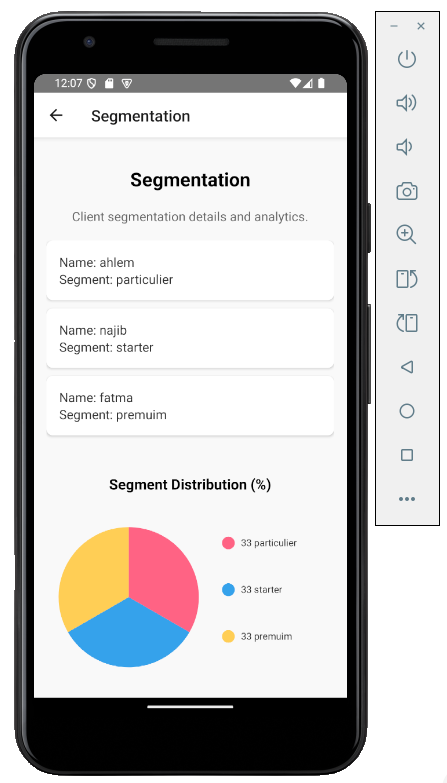 12:07
Segmentation
Segmentation
Client segmentation details and analytics.
Name: ahlem
Segment: particulier
Name: najib
Segment: starter
Name: fatma
Segment: premuim
Segment Distribution (%)
33 particulier
33 starter
33 premuim